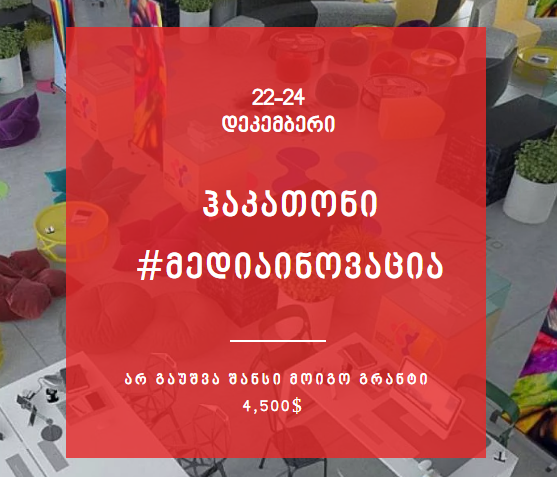 22-24
დეკემბერი
ჰაკათონი
#მედიაინოვაცია
არ გაუშვა შანსი მოიგო გრანტი
4,500$